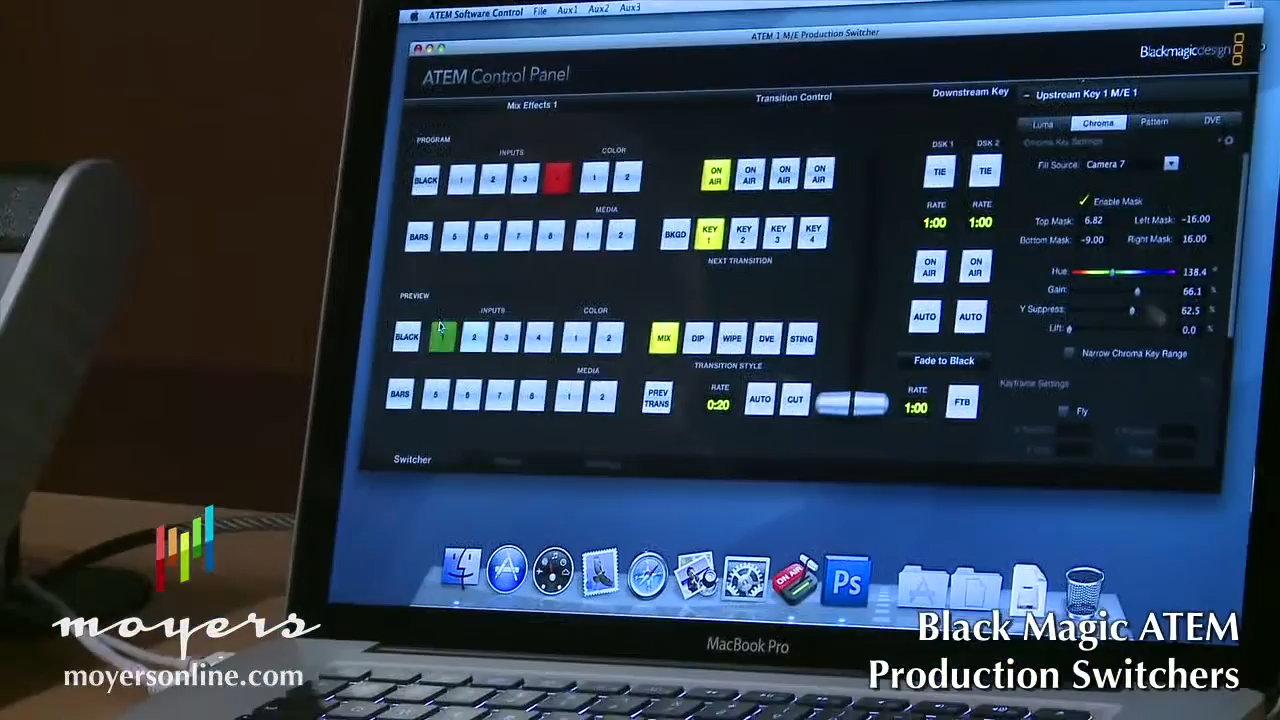 ATEM Software Control File Aux1 Aux2 Aux3
ATEM 1 M/E Production Switcher
Blackmagicdesign
ATEM Control Panel
Mix Effects 1
Transition Control
Downstream Key
Upstream Key 1 M/E 1
Luma Chroma Pattern DVE
Chroma Key Settings
Fill Source: Camera 7
Enable Mask
Top Mask: 6.82 Left Mask: -16.00
Bottom Mask: -9.00 Right Mask: 16.00
Hue: 138.4 °
Gain: 66.1 %
Y Suppress: 62.5 %
Lift: 0.0 %
Narrow Chroma Key Range
Keyframe Settings
Fly
PROGRAM
INPUTS COLOR
BLACK 1 2 3 1 2
MEDIA
BARS 5 6 7 8 1 2
ON AIR ON AIR ON AIR ON AIR
BKGD KEY 1 KEY 2 KEY 3 KEY 4
NEXT TRANSITION
DSK 1 DSK 2
TIE TIE
RATE RATE
1:00 1:00
ON AIR ON AIR
AUTO AUTO
PREVIEW
INPUTS COLOR
BLACK 1 2 3 4 1 2
MEDIA
BARS 5 6 7 8 1 2
MIX DIP WIPE DVE STING
TRANSITION STYLE
PREV TRANS
RATE
0:20
AUTO CUT
Fade to Black
RATE
1:00
FTB
Switcher
ON AIR
Ps
MacBook Pro
moyers
moyersonline.com
Black Magic ATEM
Production Switchers